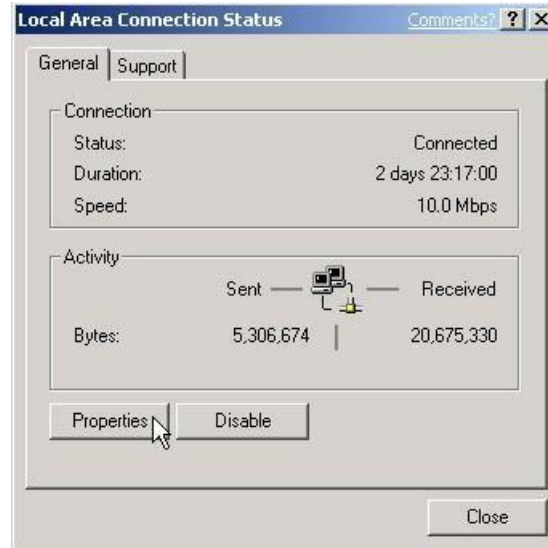 Local Area Connection Status Comments? ? X
General Support
Connection
Status: Connected
Duration: 2 days 23:17:00
Speed: 10.0 Mbps
Activity
Sent — — Received
Bytes: 5,306,674 | 20,675,330
Properties Disable
Close